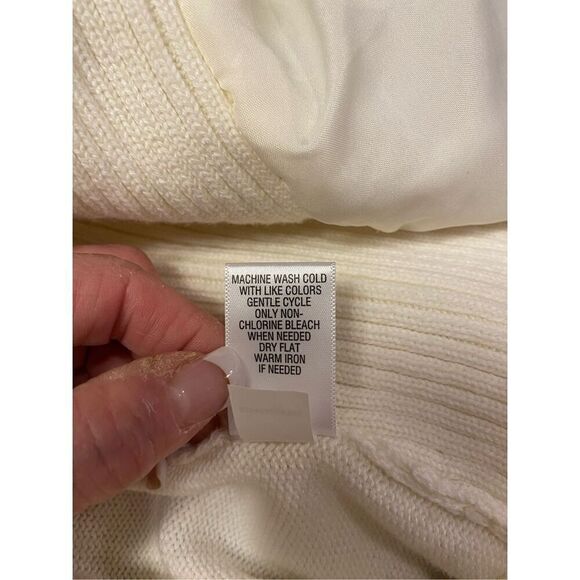 MACHINE WASH COLD
WITH LIKE COLORS
GENTLE CYCLE
ONLY NON-
CHLORINE BLEACH
WHEN NEEDED
DRY FLAT
WARM IRON
IF NEEDED